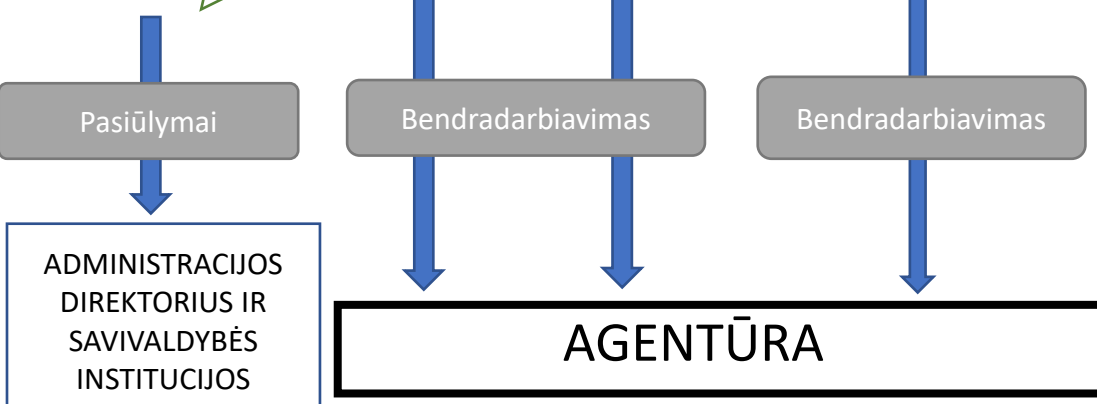 Pasiūlymai
Bendradarbiavimas
Bendradarbiavimas
ADMINISTRACIJOS
DIREKTORIUS IR
SAVIVALDYBĖS
INSTITUCIJOS
AGENTŪRA